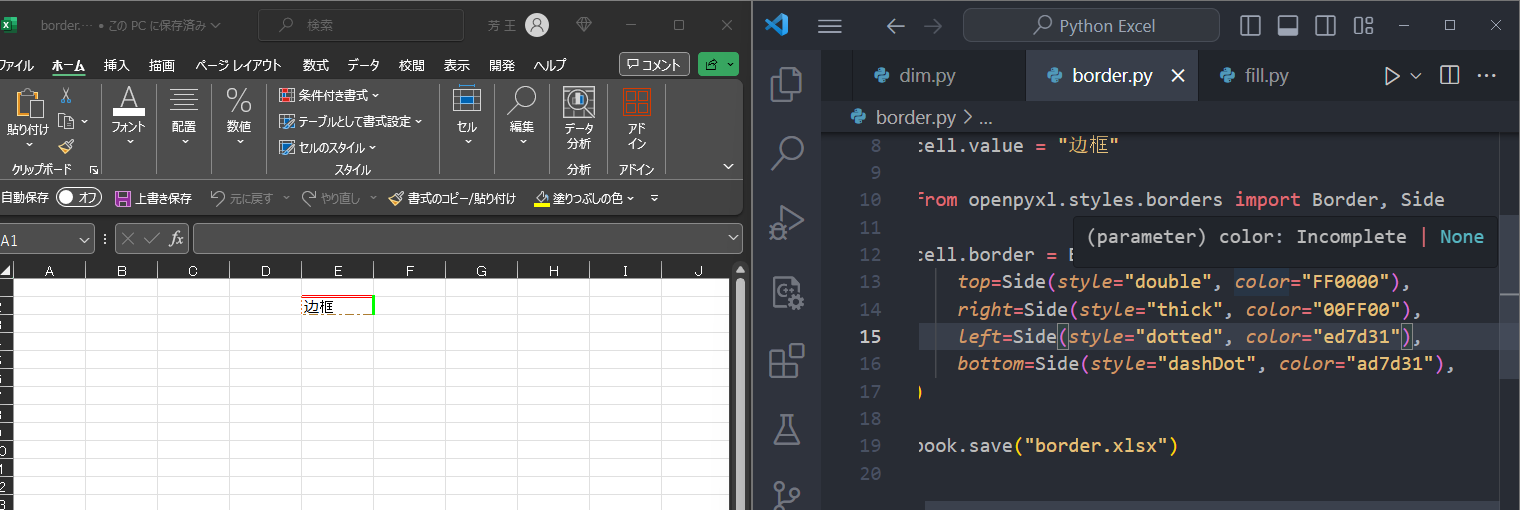 border.… • この PC に保存済み
検索
芳 王
ファイル ホーム 挿入 描画 ページ レイアウト 数式 データ 校閲 表示 開発 ヘルプ
コメント
貼り付け
クリップボード
フォント
配置
数値
条件付き書式
テーブルとして書式設定
セルのスタイル
スタイル
セル
編集
データ
分析
分析
アド
イン
アドイン
自動保存 オフ 上書き保存 元に戻す やり直し 書式のコピー/貼り付け 塗りつぶしの色
A1
fx
A B C D E F G H I J
边框
Python Excel
dim.py border.py fill.py
border.py > ...
8 cell.value = "边框"
9
10 from openpyxl.styles.borders import Border, Side
11
(parameter) color: Incomplete | None
12 cell.border =
13 top=Side(style="double", color="FF0000"),
14 right=Side(style="thick", color="00FF00"),
15 left=Side(style="dotted", color="ed7d31"),
16 bottom=Side(style="dashDot", color="ad7d31"),
17 )
18
19 book.save("border.xlsx")
20